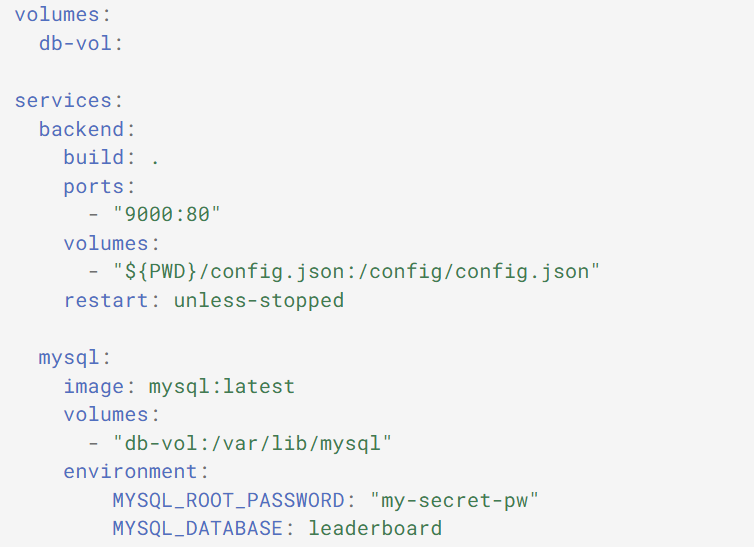 volumes:
  db-vol:

services:
  backend:
    build: .
    ports:
      - "9000:80"
    volumes:
      - "${PWD}/config.json:/config/config.json"
    restart: unless-stopped

  mysql:
    image: mysql:latest
    volumes:
      - "db-vol:/var/lib/mysql"
    environment:
        MYSQL_ROOT_PASSWORD: "my-secret-pw"
        MYSQL_DATABASE: leaderboard